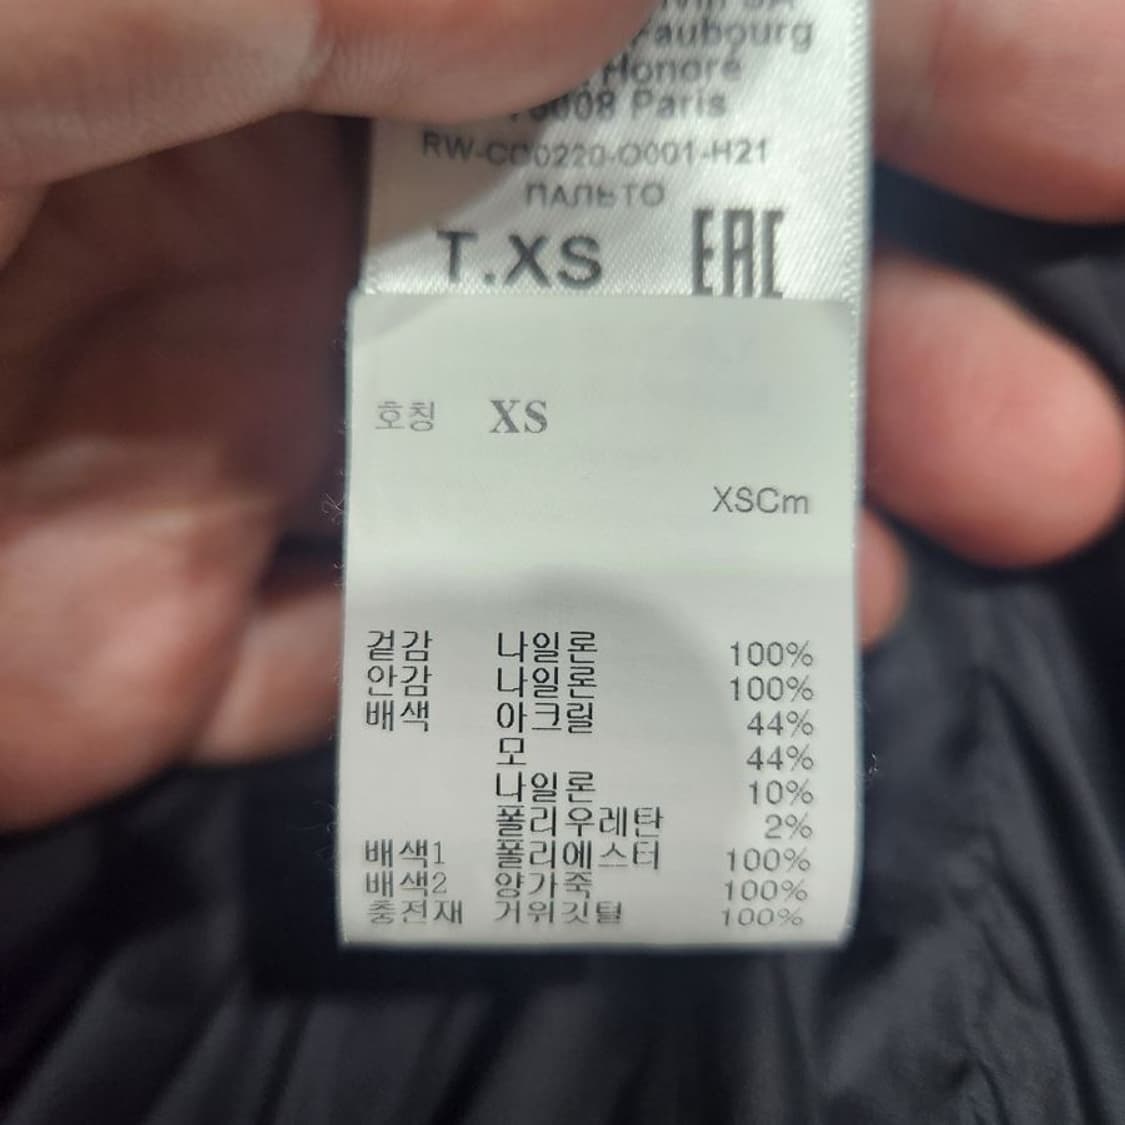 Faubourg
Honoré
75008 Paris
RW-CO0220-O001-H21
ПАЛЬТО
T.XS EAC
호칭 XS
XSCm
겉감 나일론 100%
안감 나일론 100%
배색 아크릴 44%
모 44%
나일론 10%
폴리우레탄 2%
배색1 폴리에스터 100%
배색2 양가죽 100%
충전재 거위깃털 100%